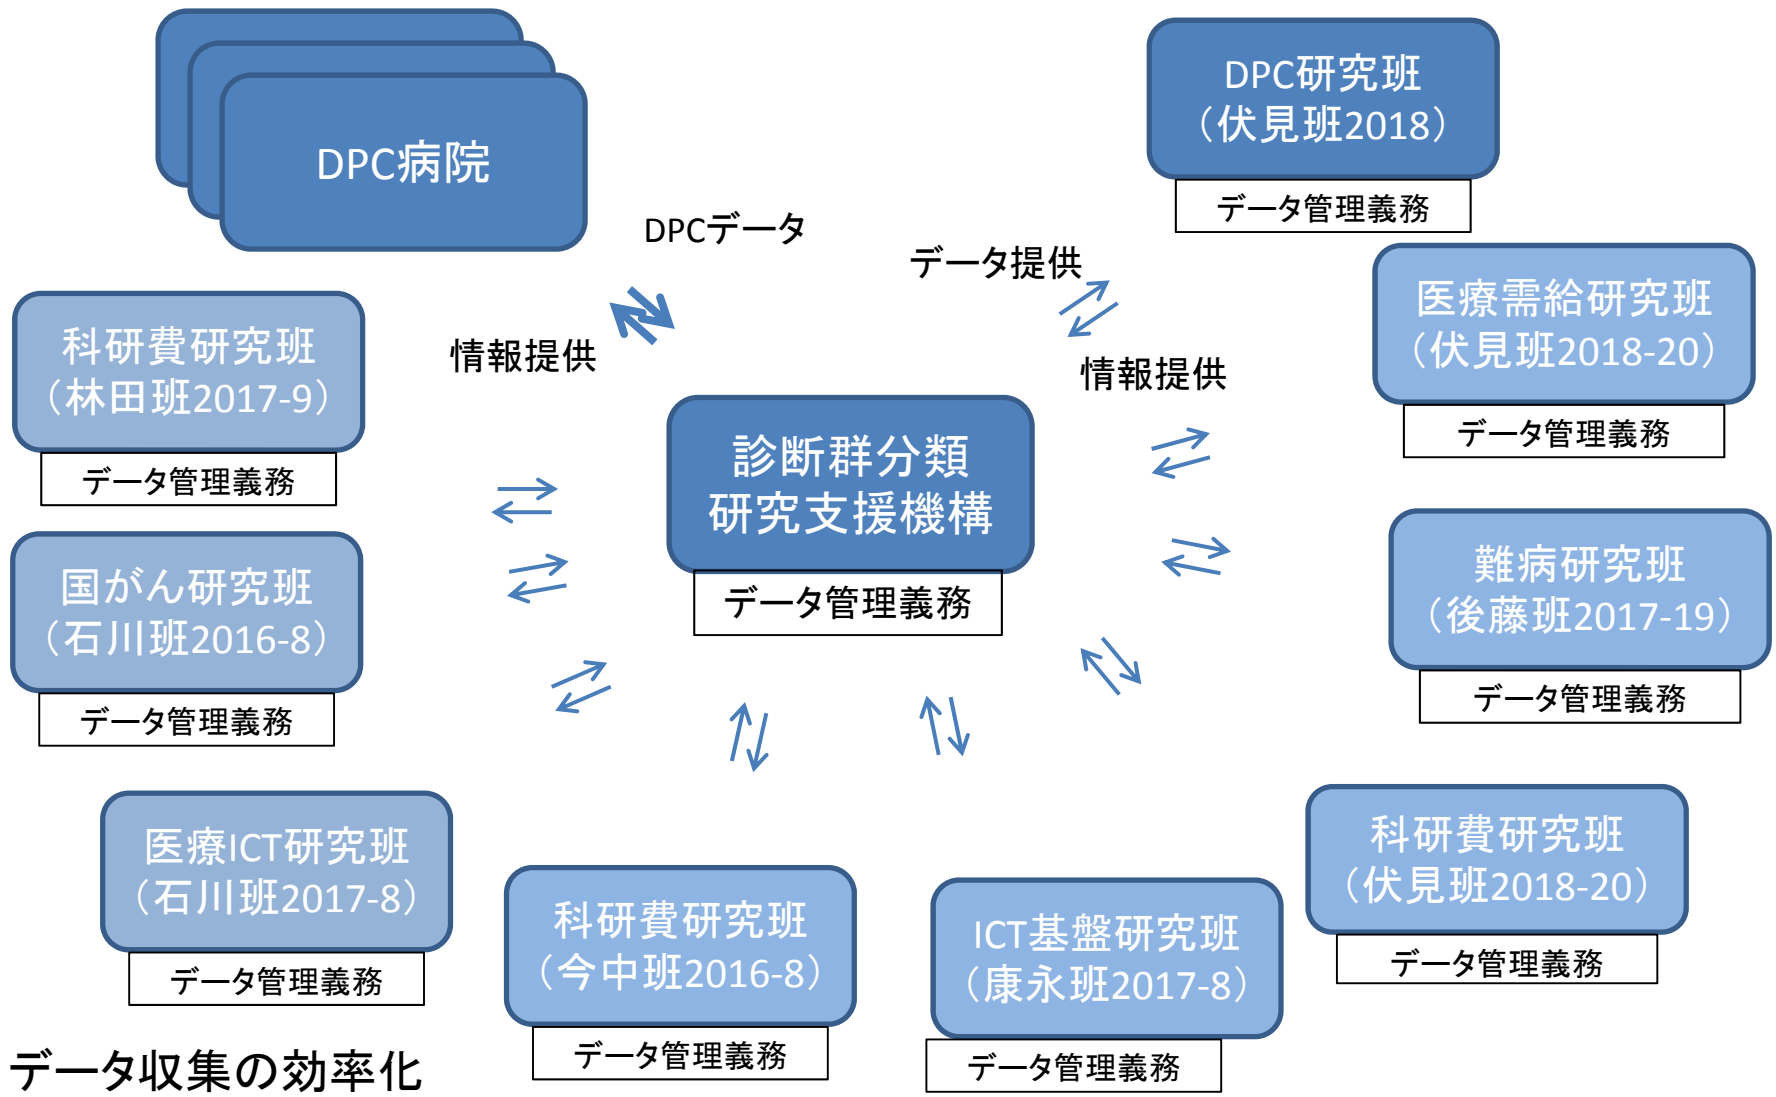 DPC病院
DPC研究班
（伏見班2018）
データ管理義務
DPCデータ
データ提供
情報提供
情報提供
医療需給研究班
（伏見班2018-20）
データ管理義務
科研費研究班
（林田班2017-9）
データ管理義務
診断群分類
研究支援機構
データ管理義務
国がん研究班
（石川班2016-8）
データ管理義務
難病研究班
（後藤班2017-19）
データ管理義務
医療ICT研究班
（石川班2017-8）
データ管理義務
科研費研究班
（今中班2016-8）
データ管理義務
ICT基盤研究班
（康永班2017-8）
データ管理義務
科研費研究班
（伏見班2018-20）
データ管理義務
データ収集の効率化